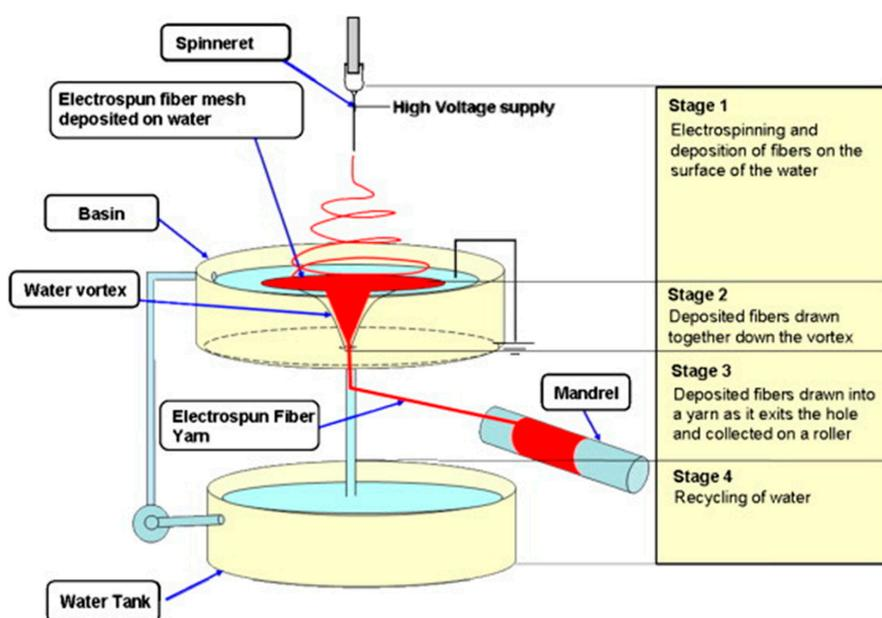 Spinneret
Electrospun fiber mesh
deposited on water
High Voltage supply
Basin
Water vortex
Electrospun Fiber
Yarn
Mandrel
Water Tank
Stage 1
Electrospinning and
deposition of fibers on the
surface of the water
Stage 2
Deposited fibers drawn
together down the vortex
Stage 3
Deposited fibers drawn into
a yarn as it exits the hole
and collected on a roller
Stage 4
Recycling of water